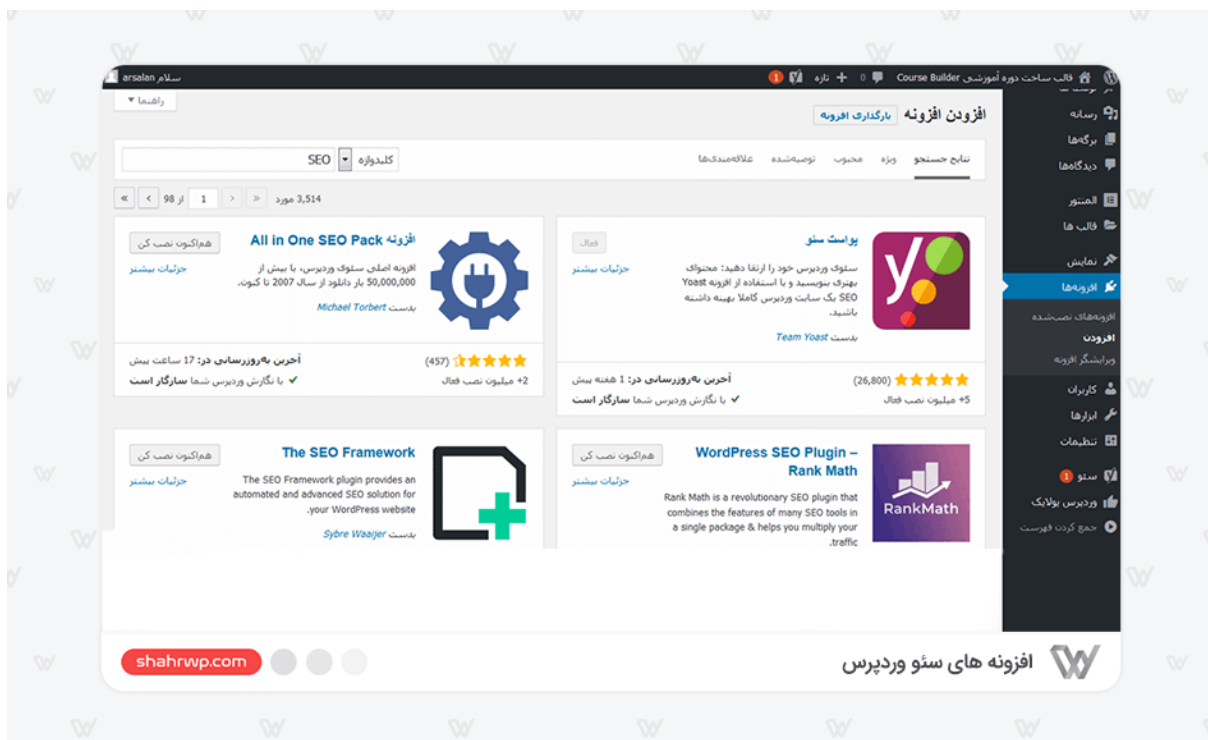 قالب ساخت دوره آموزشی Course Builder 0 تازه 1
سلام arsalan
رسانه
برگه‌ها
دیدگاه‌ها
المنتور
قالب ها
نمایش
افزونه‌ها
افزونه‌های نصب‌شده
افزودن
ویرایشگر افزونه
کاربران
ابزارها
تنظیمات
سئو 1
وردپرس یولایک
جمع کردن فهرست
راهنما
افزودن افزونه بارگذاری افزونه
نتایج جستجو ویژه محبوب توصیه‌شده علاقه‌مندی‌ها
کلیدواژه SEO
3,514 مورد « ‹ 1 از 98 › »
یواست سئو
فعال
جزئیات بیشتر
سئوی وردپرس خود را ارتقا دهید: محتوای
بهتری بنویسید و با استفاده از افزونه Yoast
SEO یک سایت وردپرس کاملا بهینه داشته
باشید.
بدست Team Yoast
(26,800)
5+ میلیون نصب فعال
آخرین به‌روزرسانی در: 1 هفته پیش
با نگارش وردپرس شما سازگار است
افزونه All in One SEO Pack
هم‌اکنون نصب کن
جزئیات بیشتر
افزونه اصلی سئوی وردپرس، با بیش از
50,000,000 بار دانلود از سال 2007 تا کنون.
بدست Michael Torbert
(457)
2+ میلیون نصب فعال
آخرین به‌روزرسانی در: 17 ساعت پیش
با نگارش وردپرس شما سازگار است
RankMath
WordPress SEO Plugin –
Rank Math
هم‌اکنون نصب کن
جزئیات بیشتر
Rank Math is a revolutionary SEO plugin that
combines the features of many SEO tools in
a single package & helps you multiply your
.traffic
The SEO Framework
هم‌اکنون نصب کن
جزئیات بیشتر
The SEO Framework plugin provides an
automated and advanced SEO solution for
.your WordPress website
بدست Sybre Waaijer
افزونه های سئو وردپرس
shahrwp.com